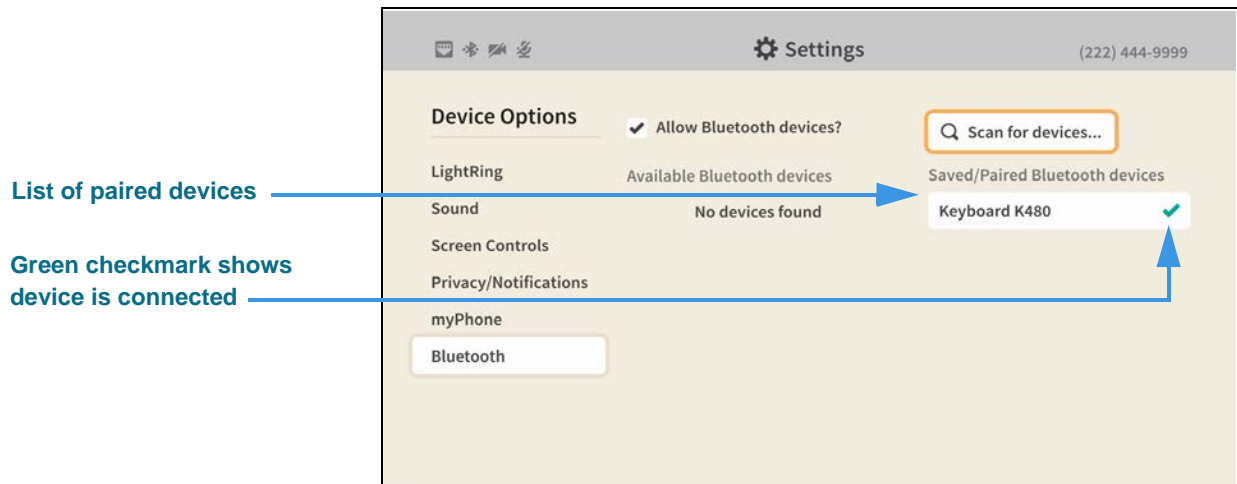 Settings
(222) 444-9999
Device Options
Allow Bluetooth devices?
Scan for devices...
LightRing
Available Bluetooth devices
Saved/Paired Bluetooth devices
List of paired devices
Sound
No devices found
Keyboard K480
Screen Controls
Green checkmark shows
device is connected
Privacy/Notifications
myPhone
Bluetooth